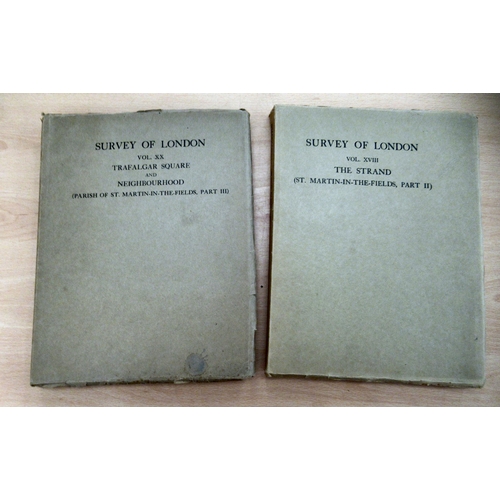 SURVEY OF LONDON
VOL. XX
TRAFALGAR SQUARE
AND
NEIGHBOURHOOD
(PARISH OF ST. MARTIN-IN-THE-FIELDS, PART III)
SURVEY OF LONDON
VOL. XVIII
THE STRAND
(ST. MARTIN-IN-THE-FIELDS, PART II)